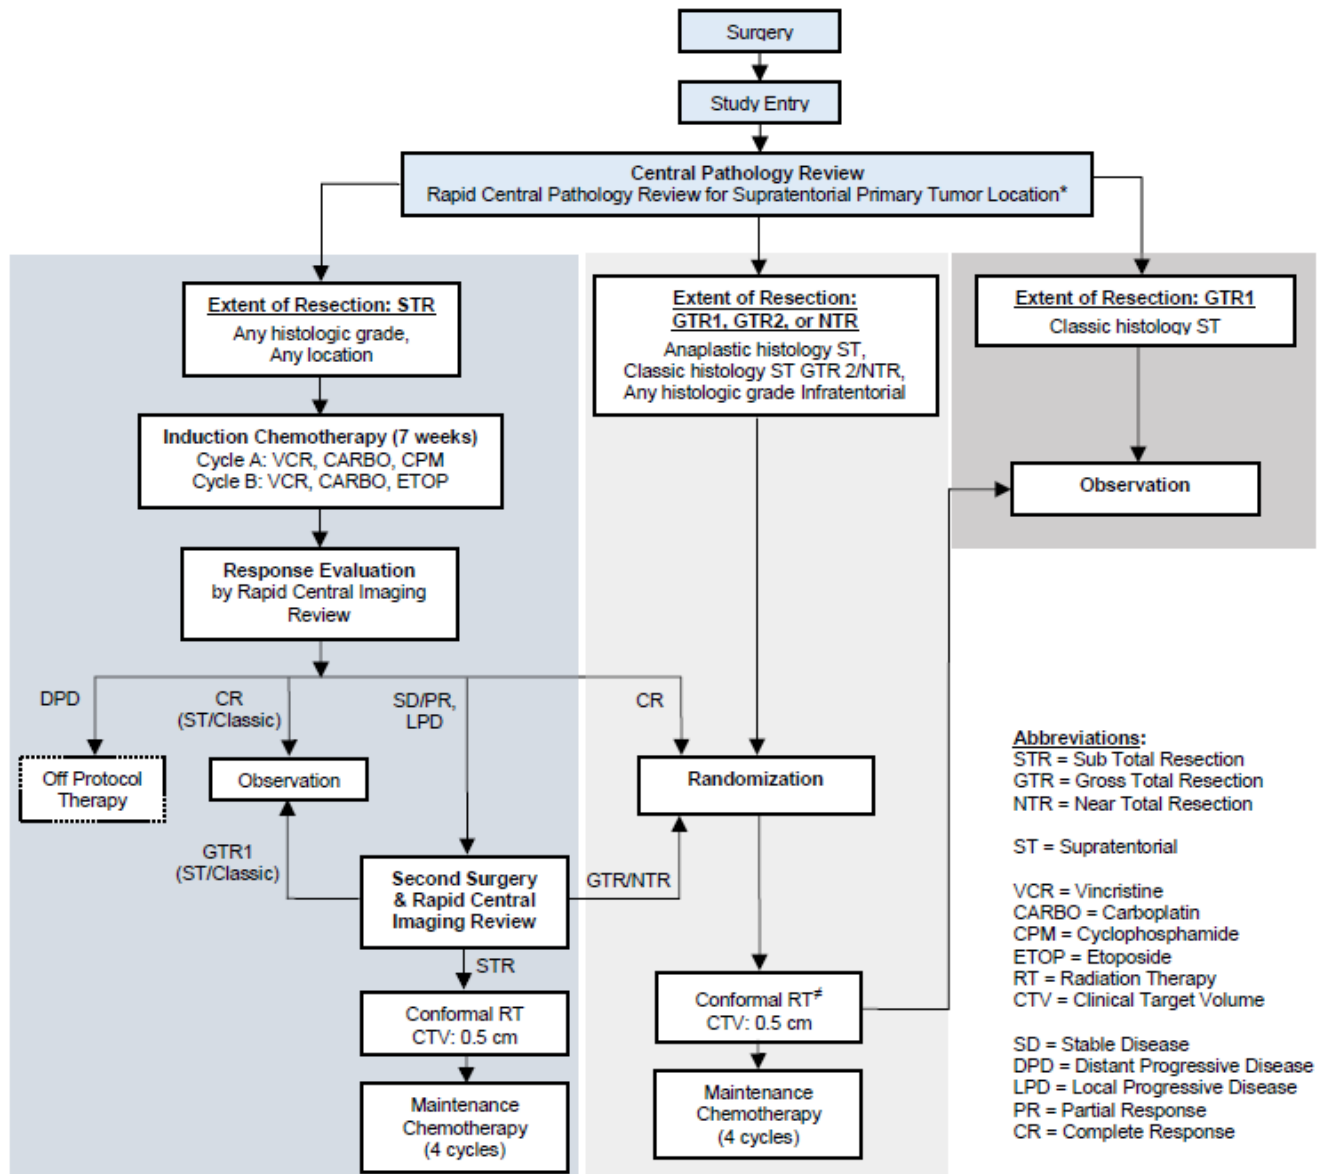 Surgery
Study Entry
Central Pathology Review
Rapid Central Pathology Review for Supratentorial Primary Tumor Location*
Extent of Resection: STR
Any histologic grade,
Any location
Induction Chemotherapy (7 weeks)
Cycle A: VCR, CARBO, CPM
Cycle B: VCR, CARBO, ETOP
Response Evaluation
by Rapid Central Imaging
Review
DPD
CR
(ST/Classic)
SD/PR,
LPD
CR
Off Protocol
Therapy
Observation
GTR1
(ST/Classic)
Second Surgery
& Rapid Central
Imaging Review
GTR/NTR
STR
Conformal RT
CTV: 0.5 cm
Maintenance
Chemotherapy
(4 cycles)
Extent of Resection:
GTR1, GTR2, or NTR
Anaplastic histology ST,
Classic histology ST GTR 2/NTR,
Any histologic grade Infratentorial
Randomization
Conformal RT≠
CTV: 0.5 cm
Maintenance
Chemotherapy
(4 cycles)
Extent of Resection: GTR1
Classic histology ST
Observation
Abbreviations:
STR = Sub Total Resection
GTR = Gross Total Resection
NTR = Near Total Resection
ST = Supratentorial
VCR = Vincristine
CARBO = Carboplatin
CPM = Cyclophosphamide
ETOP = Etoposide
RT = Radiation Therapy
CTV = Clinical Target Volume
SD = Stable Disease
DPD = Distant Progressive Disease
LPD = Local Progressive Disease
PR = Partial Response
CR = Complete Response